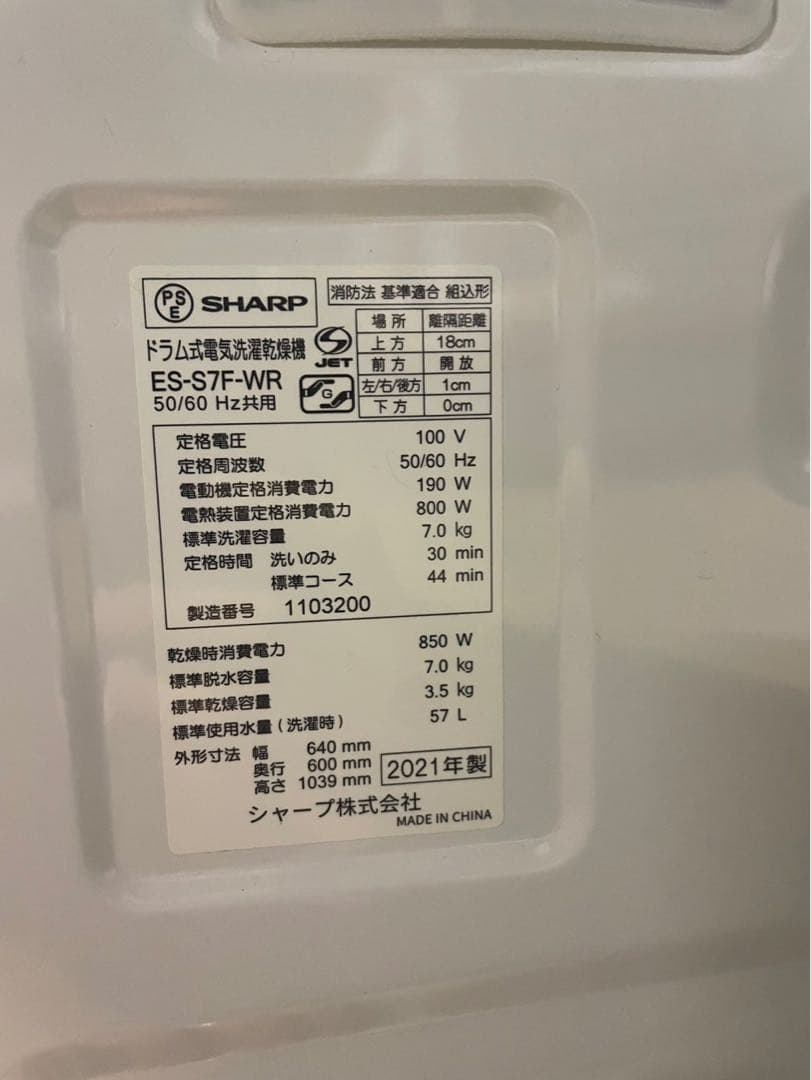 PSE SHARP
消防法 基準適合 組込形
場所 離隔距離
上方 18cm
前方 開放
左/右/後方 1cm
下方 0cm
ドラム式電気洗濯乾燥機
S JET
ES-S7F-WR
G
50/60 Hz共用
定格電圧 100 V
定格周波数 50/60 Hz
電動機定格消費電力 190 W
電熱装置定格消費電力 800 W
標準洗濯容量 7.0 kg
定格時間 洗いのみ 30 min
標準コース 44 min
製造番号 1103200
乾燥時消費電力 850 W
標準脱水容量 7.0 kg
標準乾燥容量 3.5 kg
標準使用水量(洗濯時) 57 L
外形寸法 幅 640 mm
奥行 600 mm
高さ 1039 mm
2021年製
シャープ株式会社
MADE IN CHINA